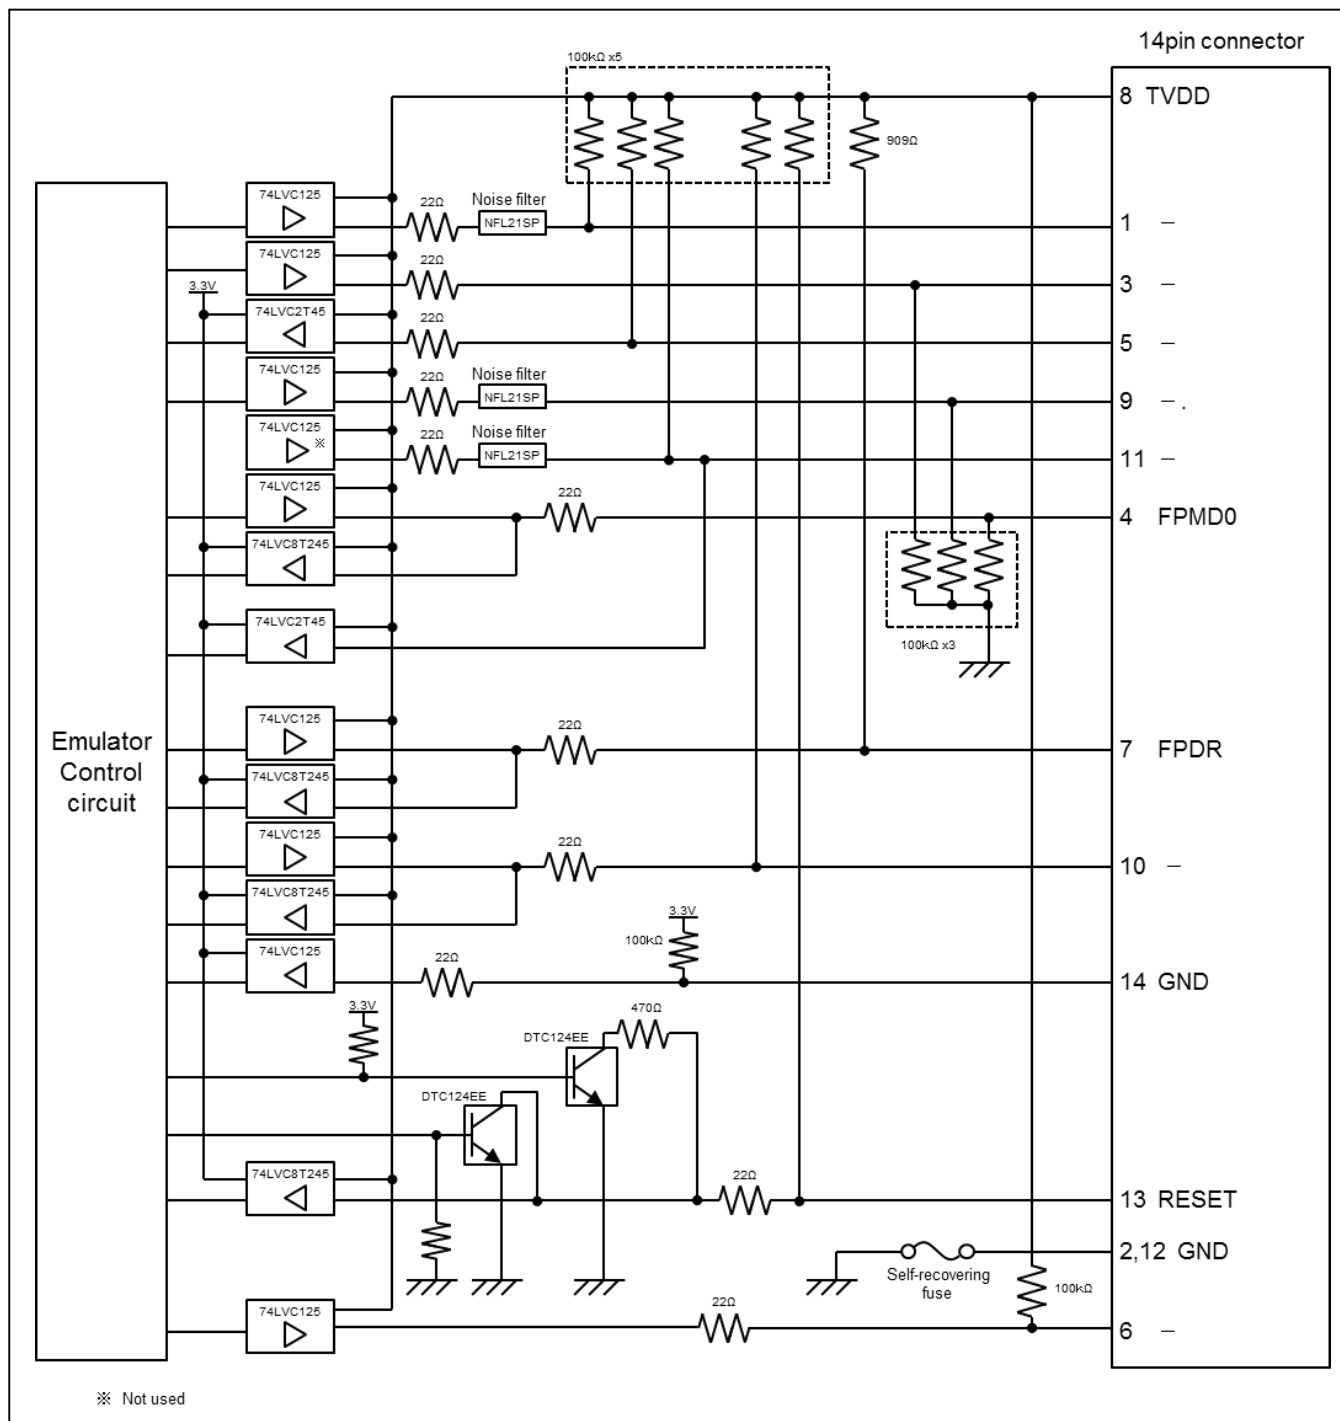 14pin connector
100kΩ x5
8 TVDD
909Ω
74LVC125
22Ω
Noise filter
NFL21SP
1 –
74LVC125
22Ω
3 –
3.3V
74LVC2T45
22Ω
5 –
74LVC125
22Ω
Noise filter
NFL21SP
9 – .
74LVC125
※
22Ω
Noise filter
NFL21SP
11 –
74LVC125
22Ω
4 FPMD0
74LVC8T245
74LVC2T45
100kΩ x3
Emulator
Control
circuit
74LVC125
22Ω
7 FPDR
74LVC8T245
74LVC125
22Ω
10 –
74LVC8T245
3.3V
100kΩ
74LVC125
22Ω
14 GND
3.3V
470Ω
DTC124EE
DTC124EE
74LVC8T245
22Ω
13 RESET
2,12 GND
Self-recovering
fuse
100kΩ
74LVC125
22Ω
6 –
※ Not used